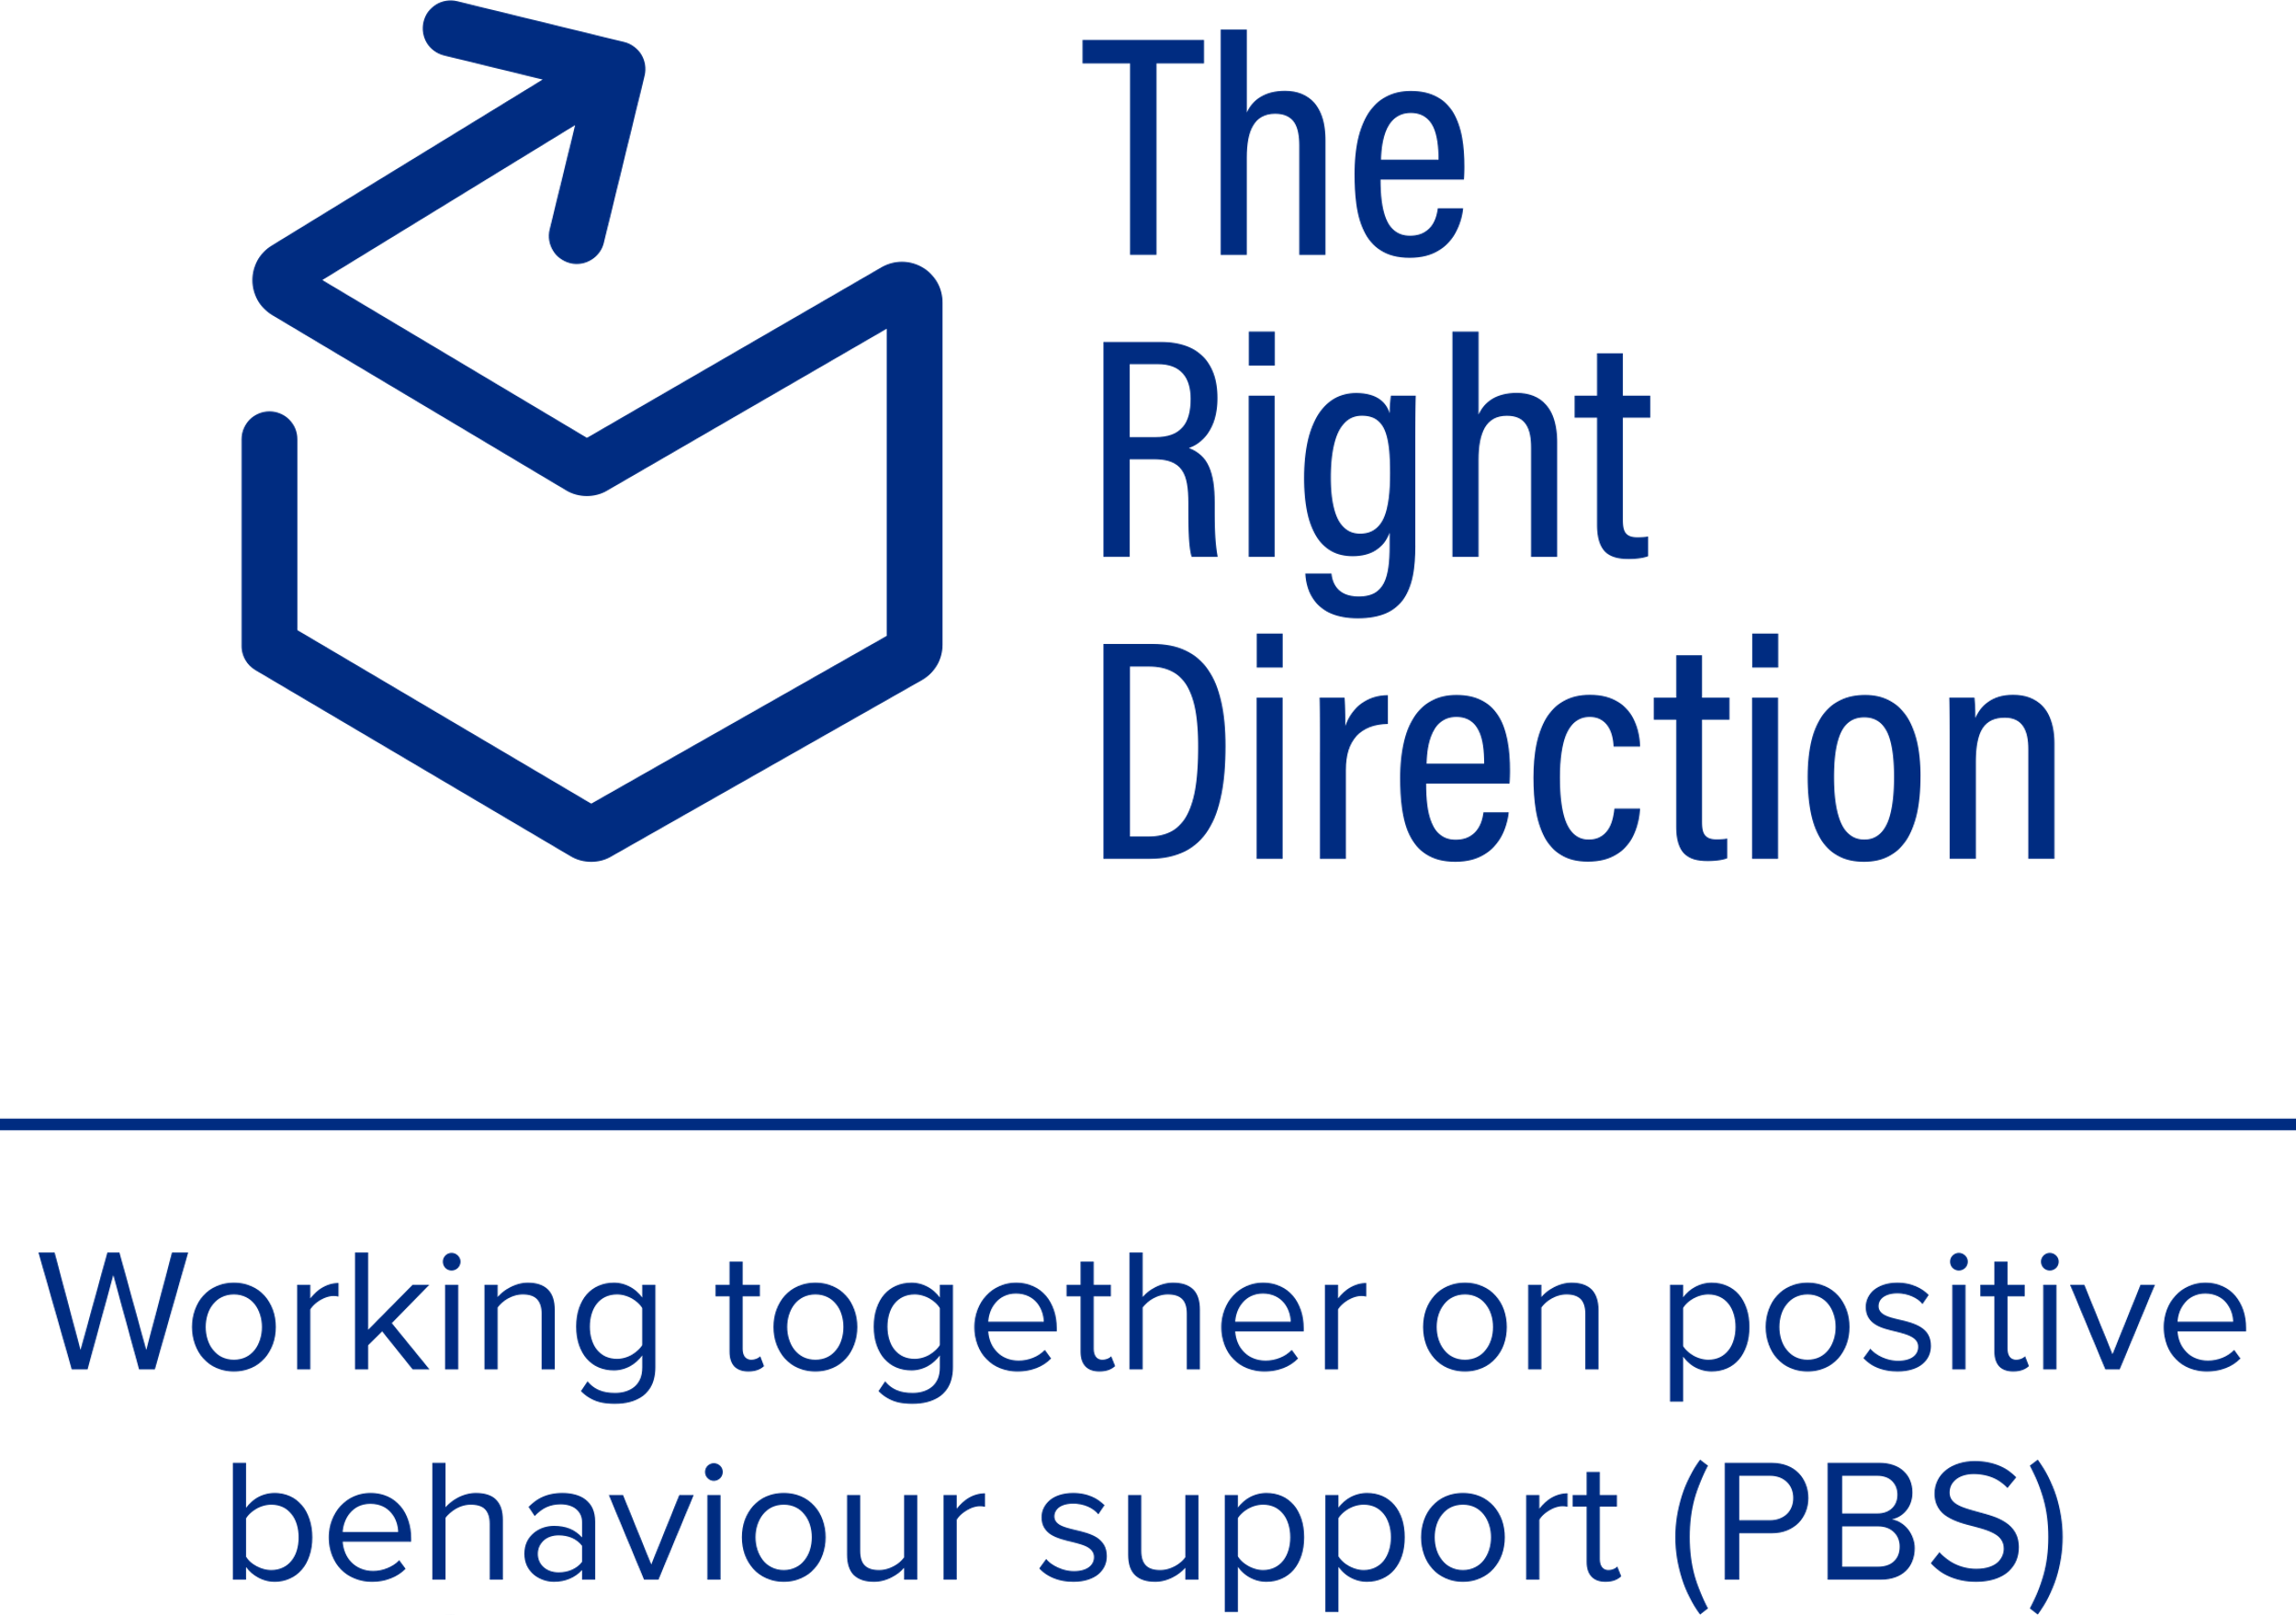 The
Right
Direction
Working together on positive
behaviour support (PBS)